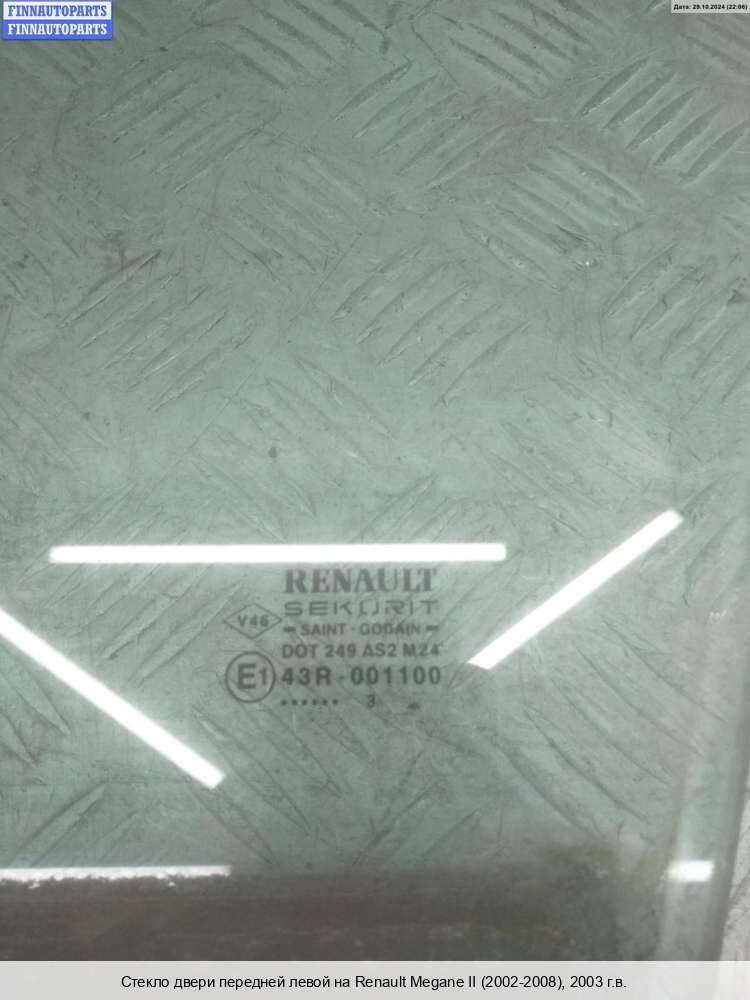 FINNAUTOPARTS
FINNAUTOPARTS
Дата: 29.10.2024 (22:06)
RENAULT
SEKURIT
V46
SAINT - GOBAIN
DOT 249 AS2 M24
E1 43R-001100
...... 3
Стекло двери передней левой на Renault Megane II (2002-2008), 2003 г.в.